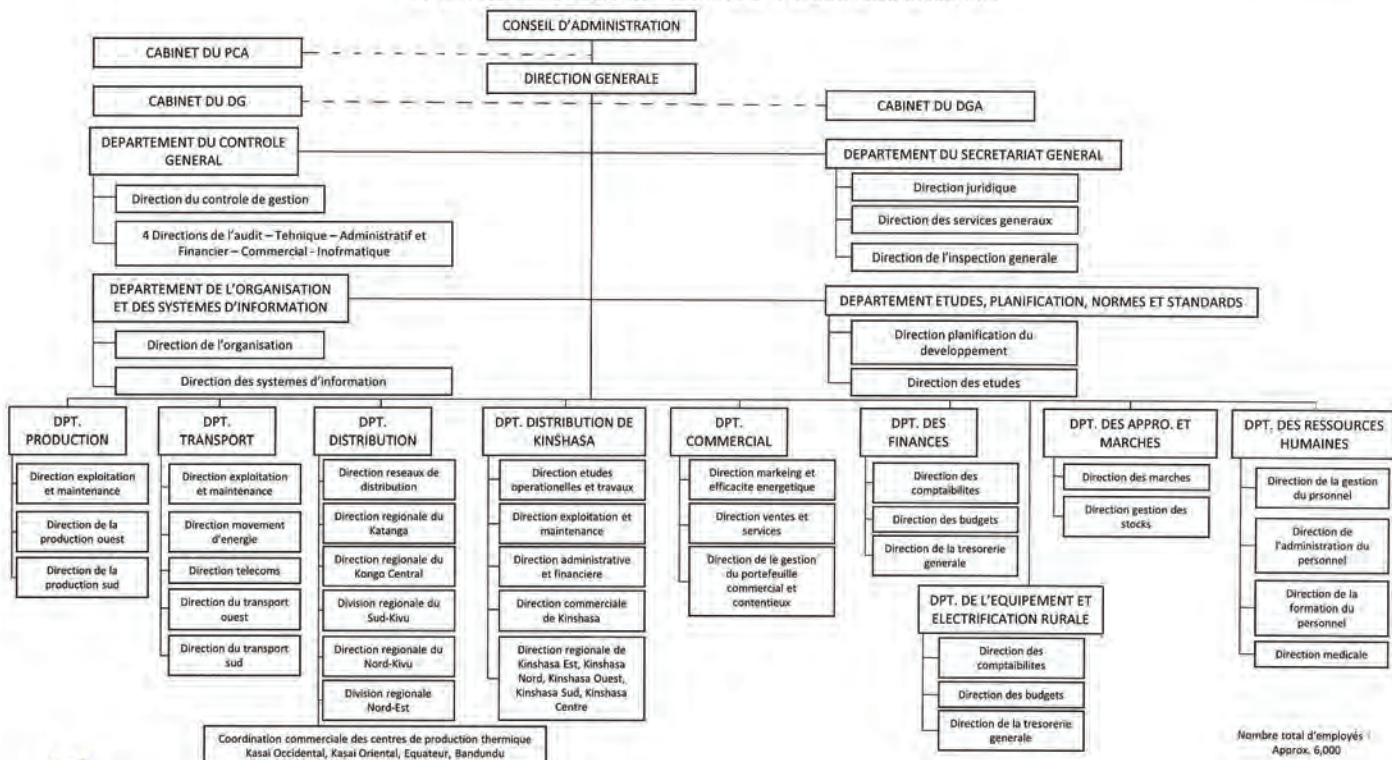 CONSEIL D'ADMINISTRATION
CABINET DU PCA
DIRECTION GENERALE
CABINET DU DG
CABINET DU DGA
DEPARTEMENT DU CONTROLE
GENERAL
Direction du controle de gestion
4 Directions de l'audit – Tehnique – Administratif et
Financier – Commercial - Inofrmatique
DEPARTEMENT DU SECRETARIAT GENERAL
Direction juridique
Direction des services generaux
Direction de l'inspection generale
DEPARTEMENT DE L'ORGANISATION
ET DES SYSTEMES D'INFORMATION
Direction de l'organisation
Direction des systemes d'information
DEPARTEMENT ETUDES, PLANIFICATION, NORMES ET STANDARDS
Direction planification du
developpement
Direction des etudes
DPT.
PRODUCTION
Direction exploitation
et maintenance
Direction de la
production ouest
Direction de la
production sud
DPT.
TRANSPORT
Direction exploitation
et maintenance
Direction movement
d'energie
Direction telecoms
Direction du transport
ouest
Direction du transport
sud
DPT.
DISTRIBUTION
Direction reseaux de
distribution
Direction regionale du
Katanga
Direction regionale du
Kongo Central
Division regionale du
Sud-Kivu
Direction regionale du
Nord-Kivu
Division regionale
Nord-Est
Coordination commerciale des centres de production thermique
Kasai Occidental, Kasai Oriental, Equateur, Bandundu
DPT. DISTRIBUTION DE
KINSHASA
Direction etudes
operationelles et travaux
Direction exploitation et
maintenance
Direction administrative
et financiere
Direction commerciale
de Kinshasa
Direction regionale de
Kinshasa Est, Kinshasa
Nord, Kinshasa Ouest,
Kinshasa Sud, Kinshasa
Centre
DPT.
COMMERCIAL
Direction markeing et
efficacite energetique
Direction ventes et
services
Direction de le gestion
du portefeuille
commercial et
contentieux
DPT. DES
FINANCES
Direction des
comptaibilites
Direction des budgets
Direction de la tresorerie
generale
DPT. DE L'EQUIPEMENT ET
ELECTRIFICATION RURALE
Direction des
comptaibilites
Direction des budgets
Direction de la tresorerie
generale
DPT. DES APPRO. ET
MARCHES
Direction des marches
Direction gestion des
stocks
DPT. DES RESSOURCES
HUMAINES
Direction de la gestion
du prsonnel
Direction de
l'administration du
personnel
Direction de la
formation du
personnel
Direction medicale
Nombre total d'employés :
Approx. 6,000